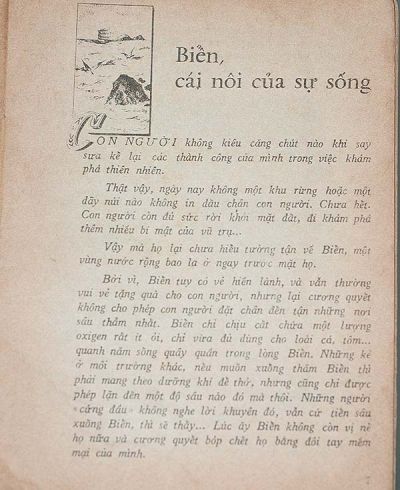 Biển,
cái nôi của sự sống
CON NGƯỜI không kiêu căng chút nào khi say
sưa kể lại các thành công của mình trong việc khám
phá thiên nhiên.
Thật vậy, ngày nay không một khu rừng hoặc một
dãy núi nào không in dấu chân con người. Chưa hết.
Con người còn đủ sức rời khỏi mặt đất, đi khám phá
thêm nhiều bí mật của vũ trụ...
Vậy mà họ lại chưa hiểu tường tận về Biển, một
vùng nước rộng bao la ở ngay trước mặt họ.
Bởi vì, Biển tuy có vẻ hiền lành, và vẫn thường
vui vẻ tặng quà cho con người, nhưng lại cương quyết
không cho phép con người đặt chân đến tận những nơi
sâu thẳm nhất. Biển chỉ chịu cất chứa một lượng
oxigen rất ít ỏi, chỉ vừa đủ dùng cho loài cá, tôm...
quanh năm sống quây quần trong lòng Biển. Những kẻ
ở môi trường khác, nếu muốn xuống thăm Biển thì
phải mang theo dưỡng khí để thở, nhưng cũng chỉ được
phép lặn đến một độ sâu nào đó mà thôi. Những người
«cứng đầu» không nghe lời khuyên đó, vẫn cứ tiến sâu
xuống Biển, thì sẽ thấy... Lúc ấy Biển không còn vị nể
họ nữa và cương quyết bóp chết họ bằng đôi tay mềm
mại của mình.
7